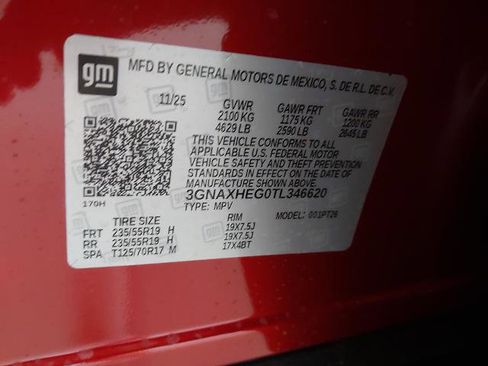 gm
MFD BY GENERAL MOTORS DE MEXICO, S. DE R.L. DE C.V.
11/25 GVWR GAWR FRT GAWR RR
2100 KG 1175 KG 1200 KG
4629 LB 2590 LB 2645 LB
THIS VEHICLE CONFORMS TO ALL
APPLICABLE U.S. FEDERAL MOTOR
VEHICLE SAFETY AND THEFT PREVENTION
STANDARDS IN EFFECT ON THE DATE OF
MANUFACTURE SHOWN ABOVE.
3GNAXHEG0TL346620
170H TYPE: MPV MODEL: 001PT26
TIRE SIZE RIM
FRT 235/55R19 H 19X7.5J
RR 235/55R19 H 19X7.5J
SPA T125/70R17 M 17X4BT